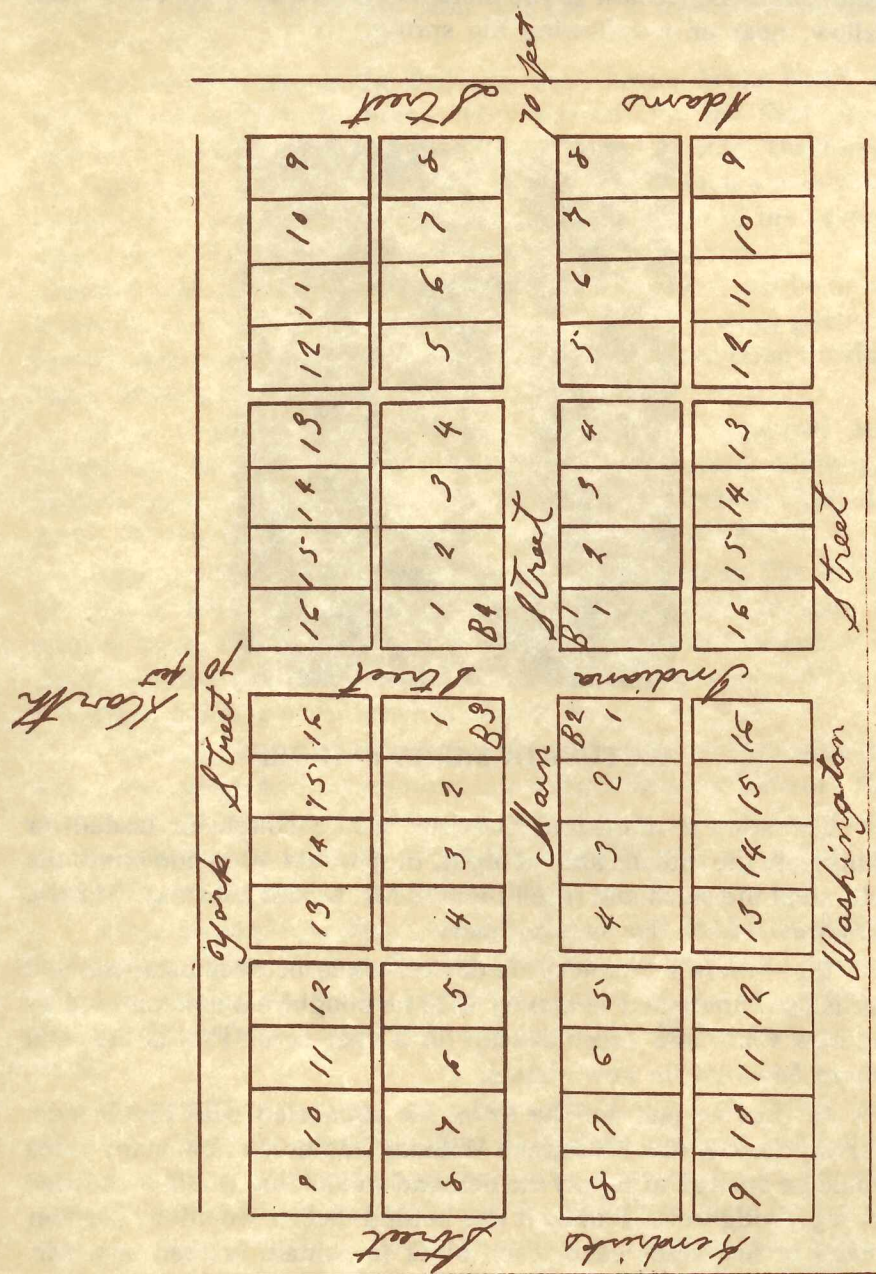 North
York Street 70 feet
9 10 11 12 13 14 15 16 16 15 14 13 12 11 10 9
8 7 6 5 4 3 2 1 1 2 3 4 5 6 7 8
B3 B4
Main Street 70 feet
B2 B1
8 7 6 5 4 3 2 1 1 2 3 4 5 6 7 8
9 10 11 12 13 14 15 16 16 15 14 13 12 11 10 9
Washington Street
Hendricks Street
Indiana Street
Adams Street